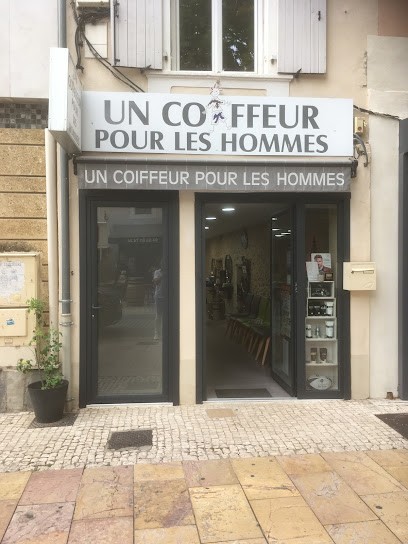 UN COIFFEUR
POUR LES HOMMES
UN COIFFEUR POUR LES HOMMES